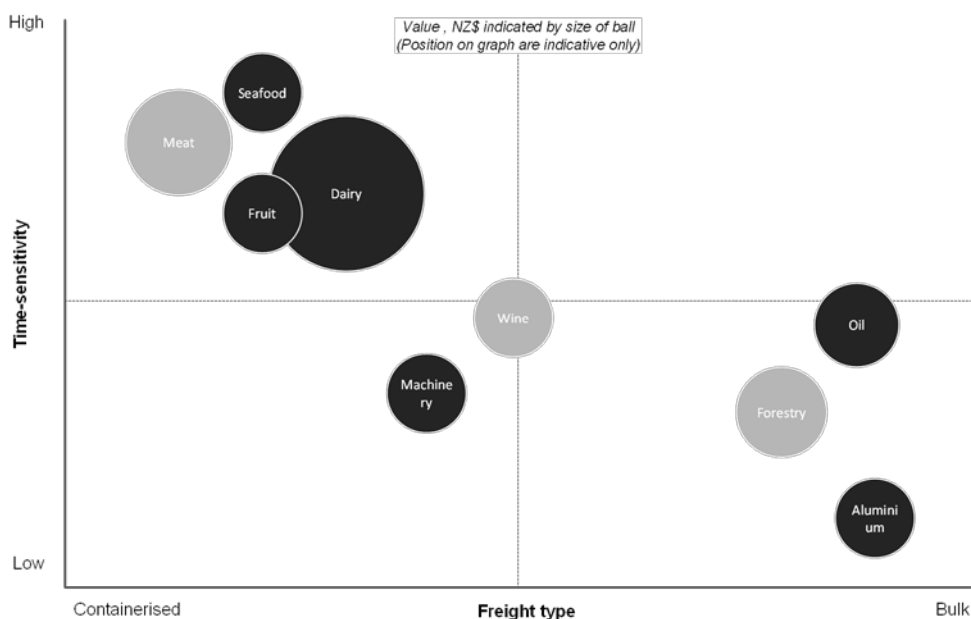 High
Value , NZ$ indicated by size of ball
(Position on graph are indicative only)
Seafood
Meat
Dairy
Fruit
Time-sensitivity
Wine
Oil
Machine
ry
Forestry
Alumini
um
Low
Containerised
Freight type
Bulk